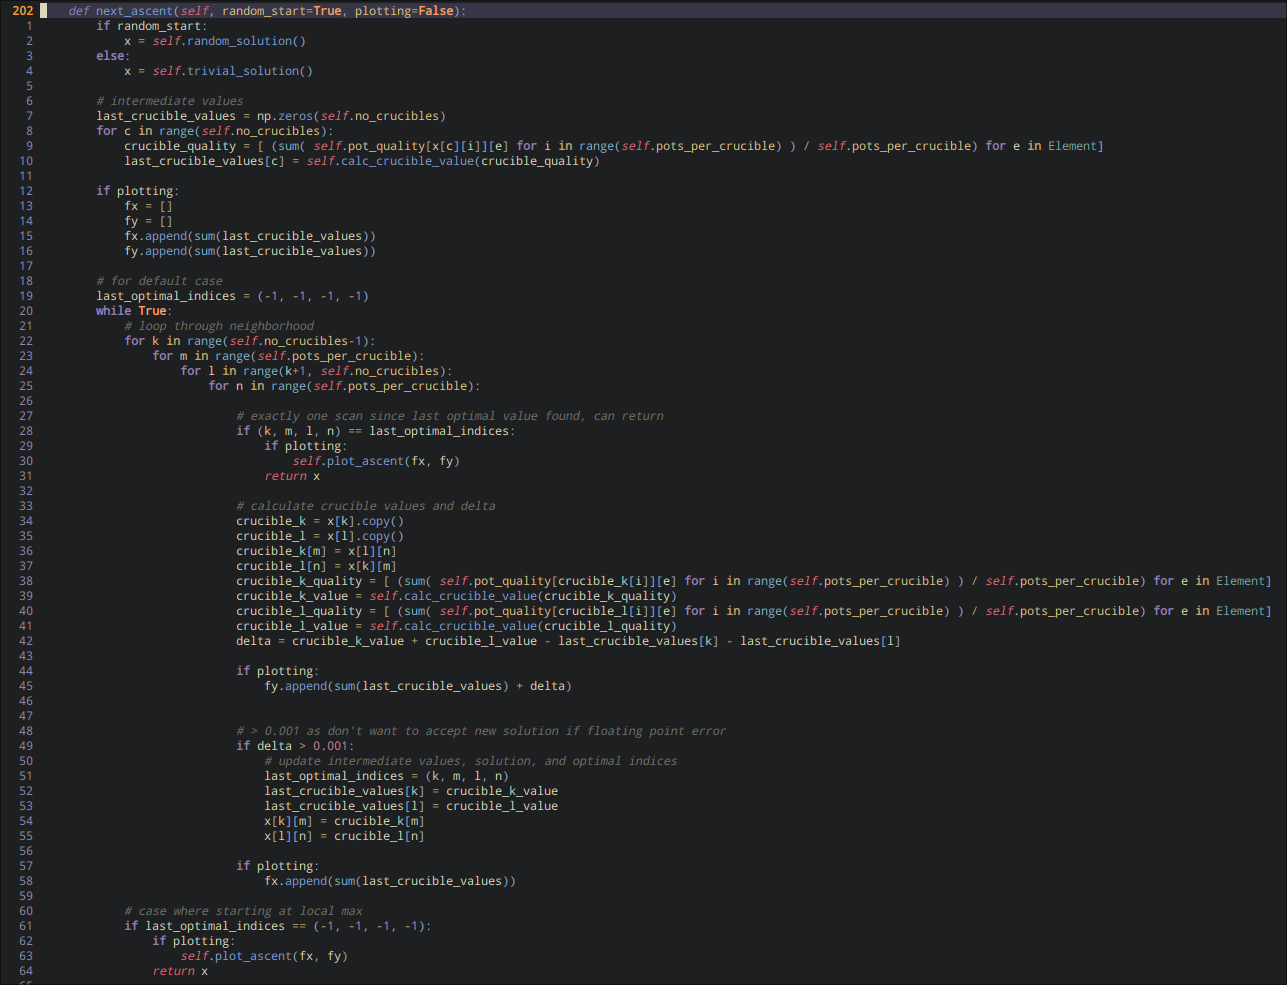 202 def next_ascent(self, random_start=True, plotting=False):
1 if random_start:
2 x = self.random_solution()
3 else:
4 x = self.trivial_solution()
5
6 # intermediate values
7 last_crucible_values = np.zeros(self.no_crucibles)
8 for c in range(self.no_crucibles):
9 crucible_quality = [ (sum( self.pot_quality[x[c][i]][e] for i in range(self.pots_per_crucible) ) / self.pots_per_crucible) for e in Element]
10 last_crucible_values[c] = self.calc_crucible_value(crucible_quality)
11
12 if plotting:
13 fx = []
14 fy = []
15 fx.append(sum(last_crucible_values))
16 fy.append(sum(last_crucible_values))
17
18 # for default case
19 last_optimal_indices = (-1, -1, -1, -1)
20 while True:
21 # loop through neighborhood
22 for k in range(self.no_crucibles-1):
23 for m in range(self.pots_per_crucible):
24 for l in range(k+1, self.no_crucibles):
25 for n in range(self.pots_per_crucible):
26
27 # exactly one scan since last optimal value found, can return
28 if (k, m, l, n) == last_optimal_indices:
29 if plotting:
30 self.plot_ascent(fx, fy)
31 return x
32
33 # calculate crucible values and delta
34 crucible_k = x[k].copy()
35 crucible_l = x[l].copy()
36 crucible_k[m] = x[l][n]
37 crucible_l[n] = x[k][m]
38 crucible_k_quality = [ (sum( self.pot_quality[crucible_k[i]][e] for i in range(self.pots_per_crucible) ) / self.pots_per_crucible) for e in Element]
39 crucible_k_value = self.calc_crucible_value(crucible_k_quality)
40 crucible_l_quality = [ (sum( self.pot_quality[crucible_l[i]][e] for i in range(self.pots_per_crucible) ) / self.pots_per_crucible) for e in Element]
41 crucible_l_value = self.calc_crucible_value(crucible_l_quality)
42 delta = crucible_k_value + crucible_l_value - last_crucible_values[k] - last_crucible_values[l]
43
44 if plotting:
45 fy.append(sum(last_crucible_values) + delta)
46
47
48 # > 0.001 as don't want to accept new solution if floating point error
49 if delta > 0.001:
50 # update intermediate values, solution, and optimal indices
51 last_optimal_indices = (k, m, l, n)
52 last_crucible_values[k] = crucible_k_value
53 last_crucible_values[l] = crucible_l_value
54 x[k][m] = crucible_k[m]
55 x[l][n] = crucible_l[n]
56
57 if plotting:
58 fx.append(sum(last_crucible_values))
59
60 # case where starting at local max
61 if last_optimal_indices == (-1, -1, -1, -1):
62 if plotting:
63 self.plot_ascent(fx, fy)
64 return x